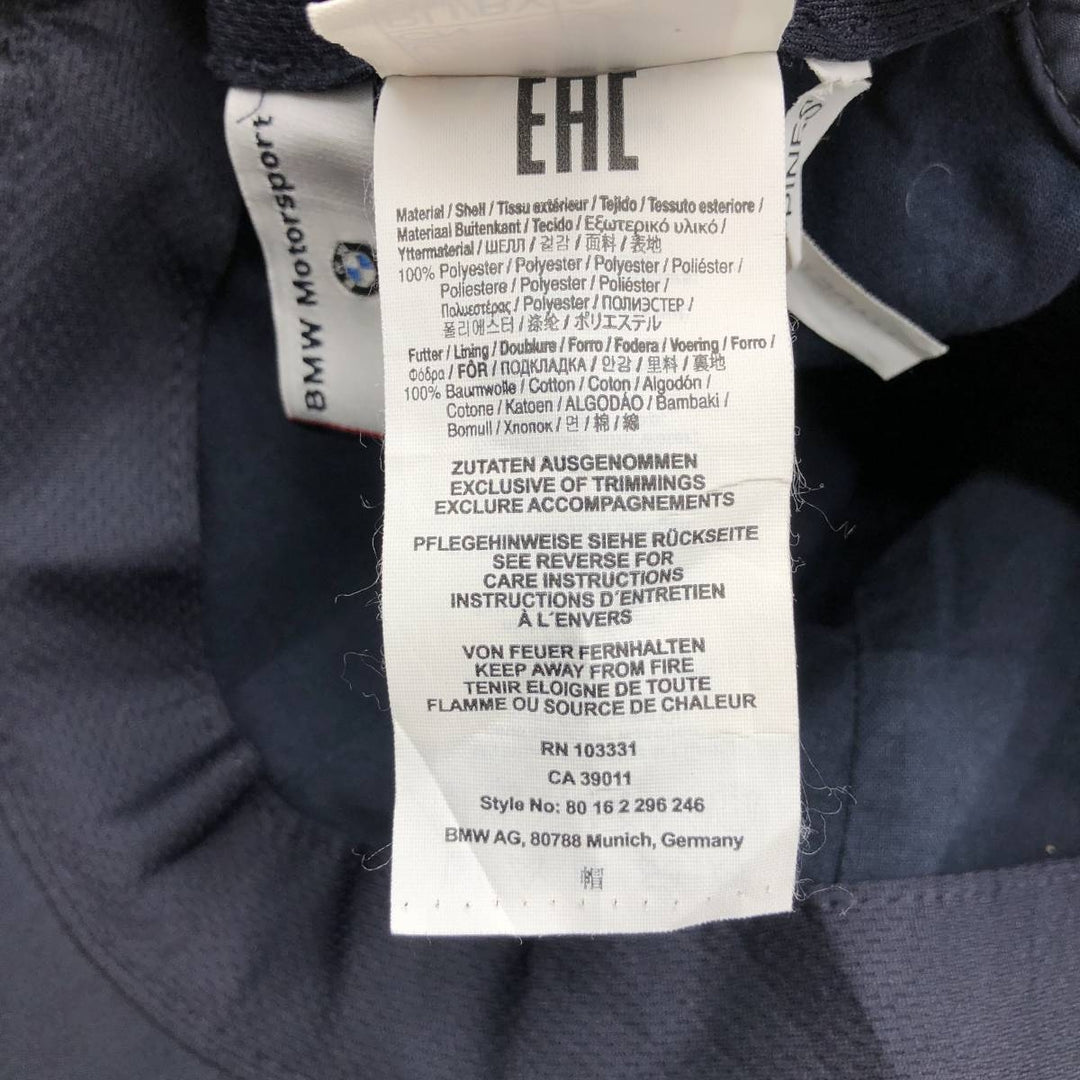 EAC
Material / Shell / Tissu extérieur / Tejido / Tessuto esteriore /
Materiaal Buitenkant / Tecido / Εξωτερικό υλικό /
Yttermaterial / ШЕЛЛ / 겉감 / 面料 / 表地
100% Polyester / Polyester / Polyester / Poliéster /
Poliestere / Polyester / Poliéster /
Πολυεστέρας / Polyester / ПОЛИЭСТЕР /
폴리에스터 / 涤纶 / ポリエステル
Futter / Lining / Doublure / Forro / Fodera / Voering / Forro /
Φόδρα / FÔR / ПОДКЛАДКА / 안감 / 里料 / 裏地
100% Baumwolle / Cotton / Coton / Algodón /
Cotone / Katoen / ALGODÃO / Bambaki /
Bomull / Хлопок / 면 / 棉 / 綿
ZUTATEN AUSGENOMMEN
EXCLUSIVE OF TRIMMINGS
EXCLURE ACCOMPAGNEMENTS
PFLEGEHINWEISE SIEHE RÜCKSEITE
SEE REVERSE FOR
CARE INSTRUCTIONS
INSTRUCTIONS D´ENTRETIEN
À L´ENVERS
VON FEUER FERNHALTEN
KEEP AWAY FROM FIRE
TENIR ELOIGNE DE TOUTE
FLAMME OU SOURCE DE CHALEUR
RN 103331
CA 39011
Style No: 80 16 2 296 246
BMW AG, 80788 Munich, Germany
帽
BMW Motorsport